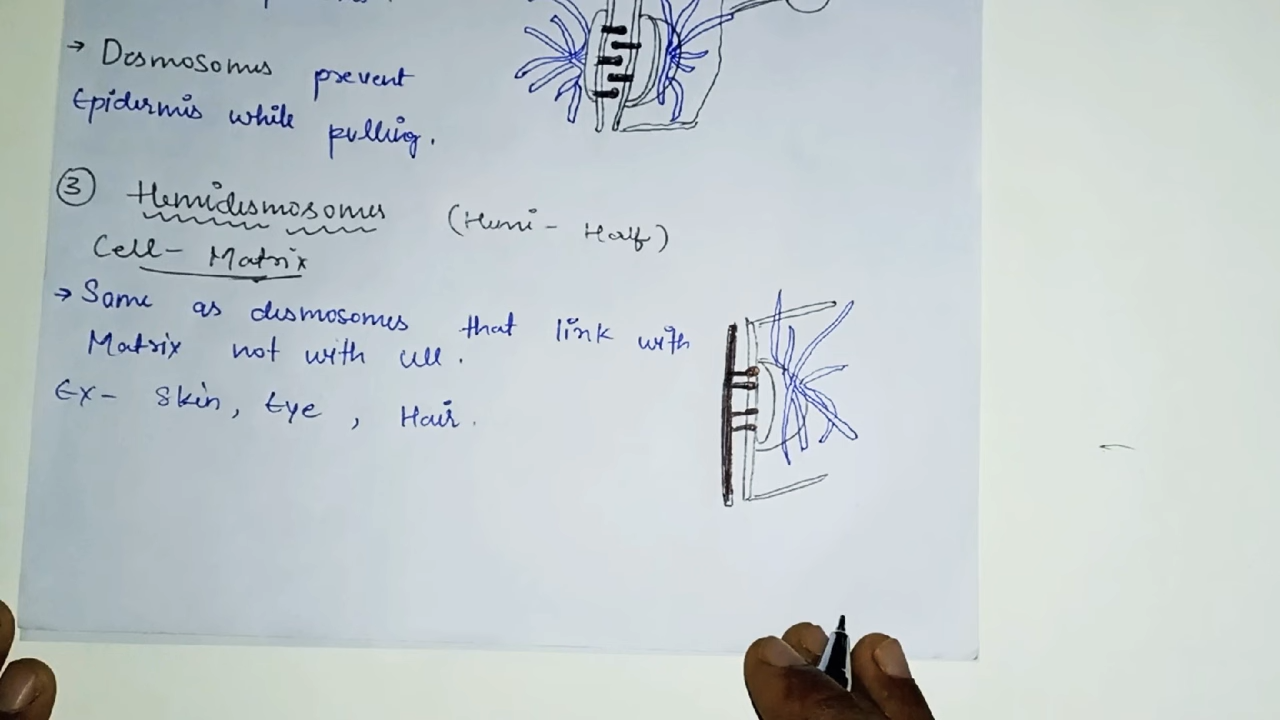 → Desmosomes prevent
Epidermis while pulling.
③ Hemidesmosomes (Hemi - Half)
Cell - Matrix
→ Same as desmosomes that link with
Matrix not with cell.
Ex - Skin, Eye, Hair.